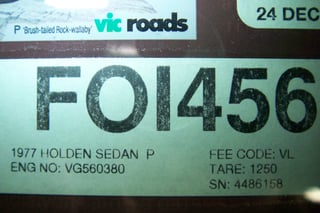 24 DEC
P 'Brush-tailed Rock-wallaby' vic roads
FOI456
1977 HOLDEN SEDAN P FEE CODE: VL
ENG NO: VG560380 TARE: 1250
SN: 4486158